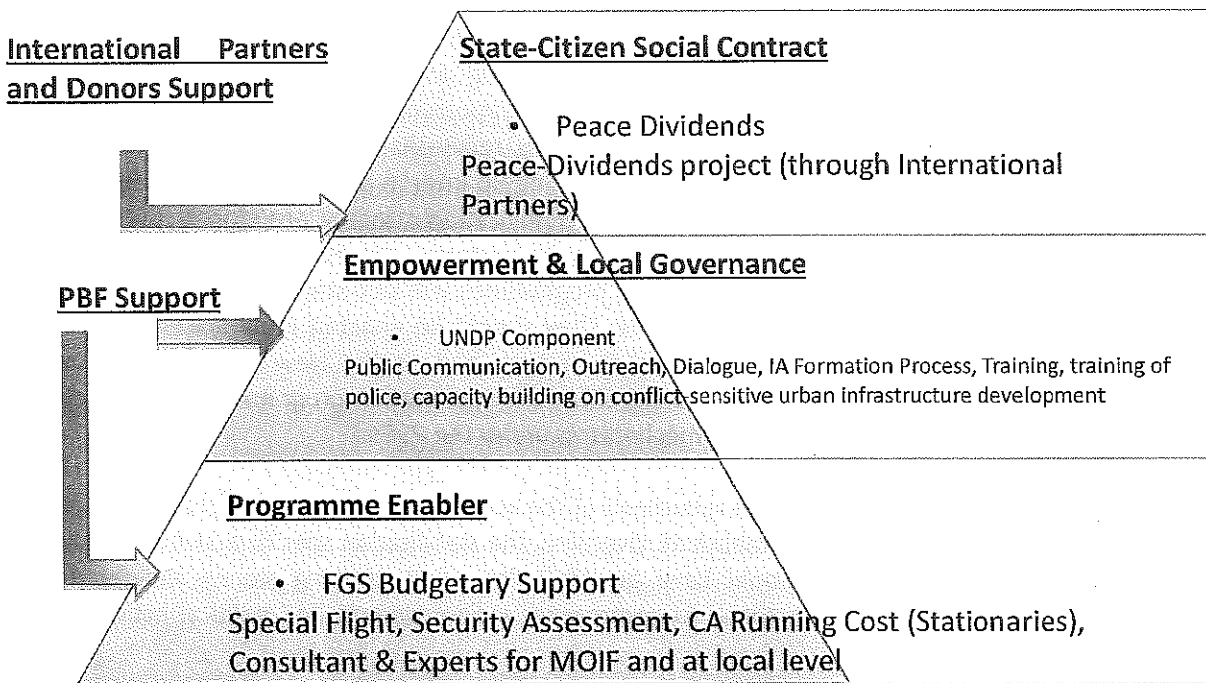 International Partners
and Donors Support
State-Citizen Social Contract
• Peace Dividends
Peace-Dividends project (through International
Partners)
PBF Support
Empowerment & Local Governance
• UNDP Component
Public Communication, Outreach, Dialogue, IA Formation Process, Training, training of
police, capacity building on conflict-sensitive urban infrastructure development
Programme Enabler
• FGS Budgetary Support
Special Flight, Security Assessment, CA Running Cost (Stationaries),
Consultant & Experts for MOIF and at local level